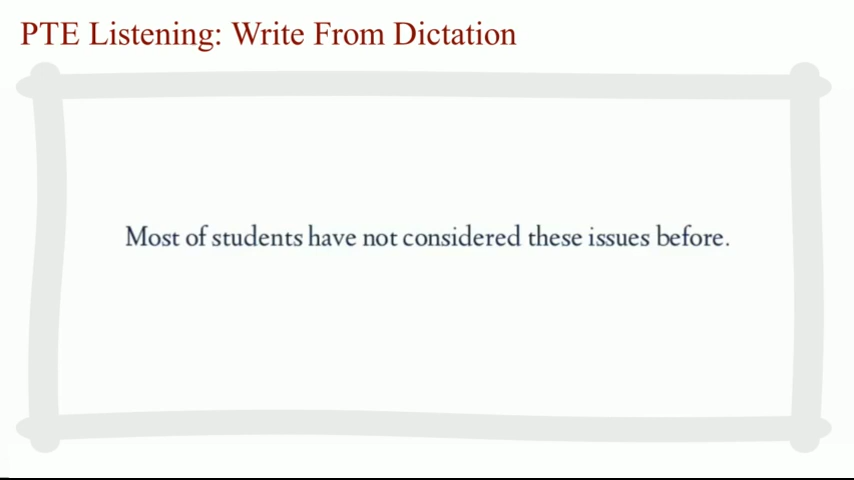 PTE Listening: Write From Dictation
Most of students have not considered these issues before.